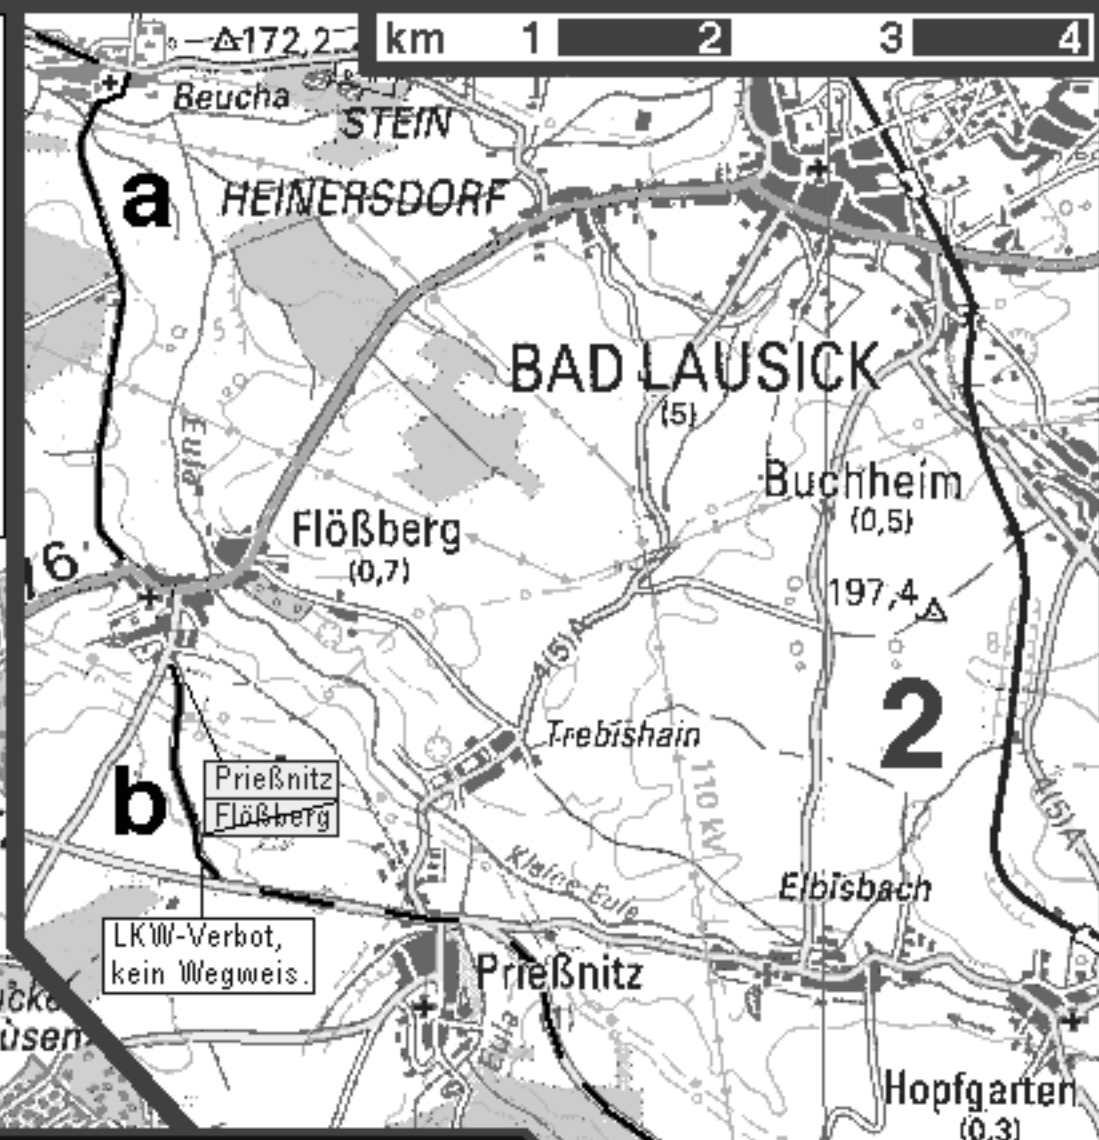 km 1 2 3 4
172,2
Beucha
STEIN
a
HEINERSDORF
BAD LAUSICK
(5)
Eula
Buchheim
(0,5)
Flößberg
(0,7)
197,4
4(5)A
2
Trebishain
Prießnitz
Flößberg
b
110 kV
4(5)A
Kleine Eule
Elbisbach
LKW-Verbot,
kein Wegweis.
Prießnitz
Eula
Hopfgarten
(0,3)